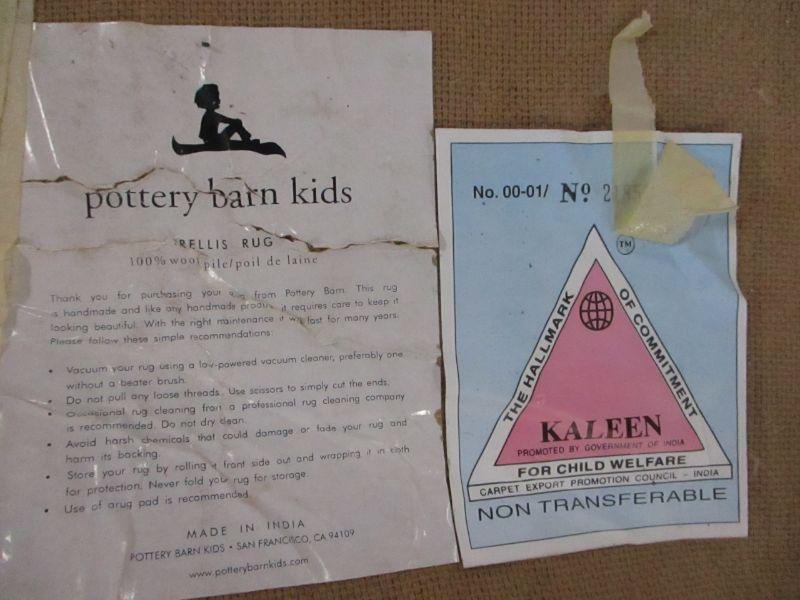 pottery barn kids
RELLIS RUG
100% wool pile/poil de laine
Thank you for purchasing your rug from Pottery Barn. This rug
is handmade and like any handmade it requires care to keep it
looking beautiful. With the right maintenance it will last for many years.
Please follow these simple recommendations:
• Vacuum your rug using a low-powered vacuum cleaner, preferably one
without a beater brush.
• Do not pull any loose threads. Use scissors to simply cut the ends.
• Occasional rug cleaning from a professional rug cleaning company
is recommended. Do not dry clean.
• Avoid harsh chemicals that could damage or fade your rug and
harm its backing.
• Store your rug by rolling it front side out and wrapping it in cloth
for protection. Never fold your rug for storage.
• Use of a rug pad is recommended.
MADE IN INDIA
POTTERY BARN KIDS • SAN FRANCISCO, CA 94109
www.potterybarnkids.com
No. 00-01/ No
TM
THE HALLMARK
OF COMMITMENT
KALEEN
PROMOTED BY GOVERNMENT OF INDIA
FOR CHILD WELFARE
CARPET EXPORT PROMOTION COUNCIL - INDIA
NON TRANSFERABLE